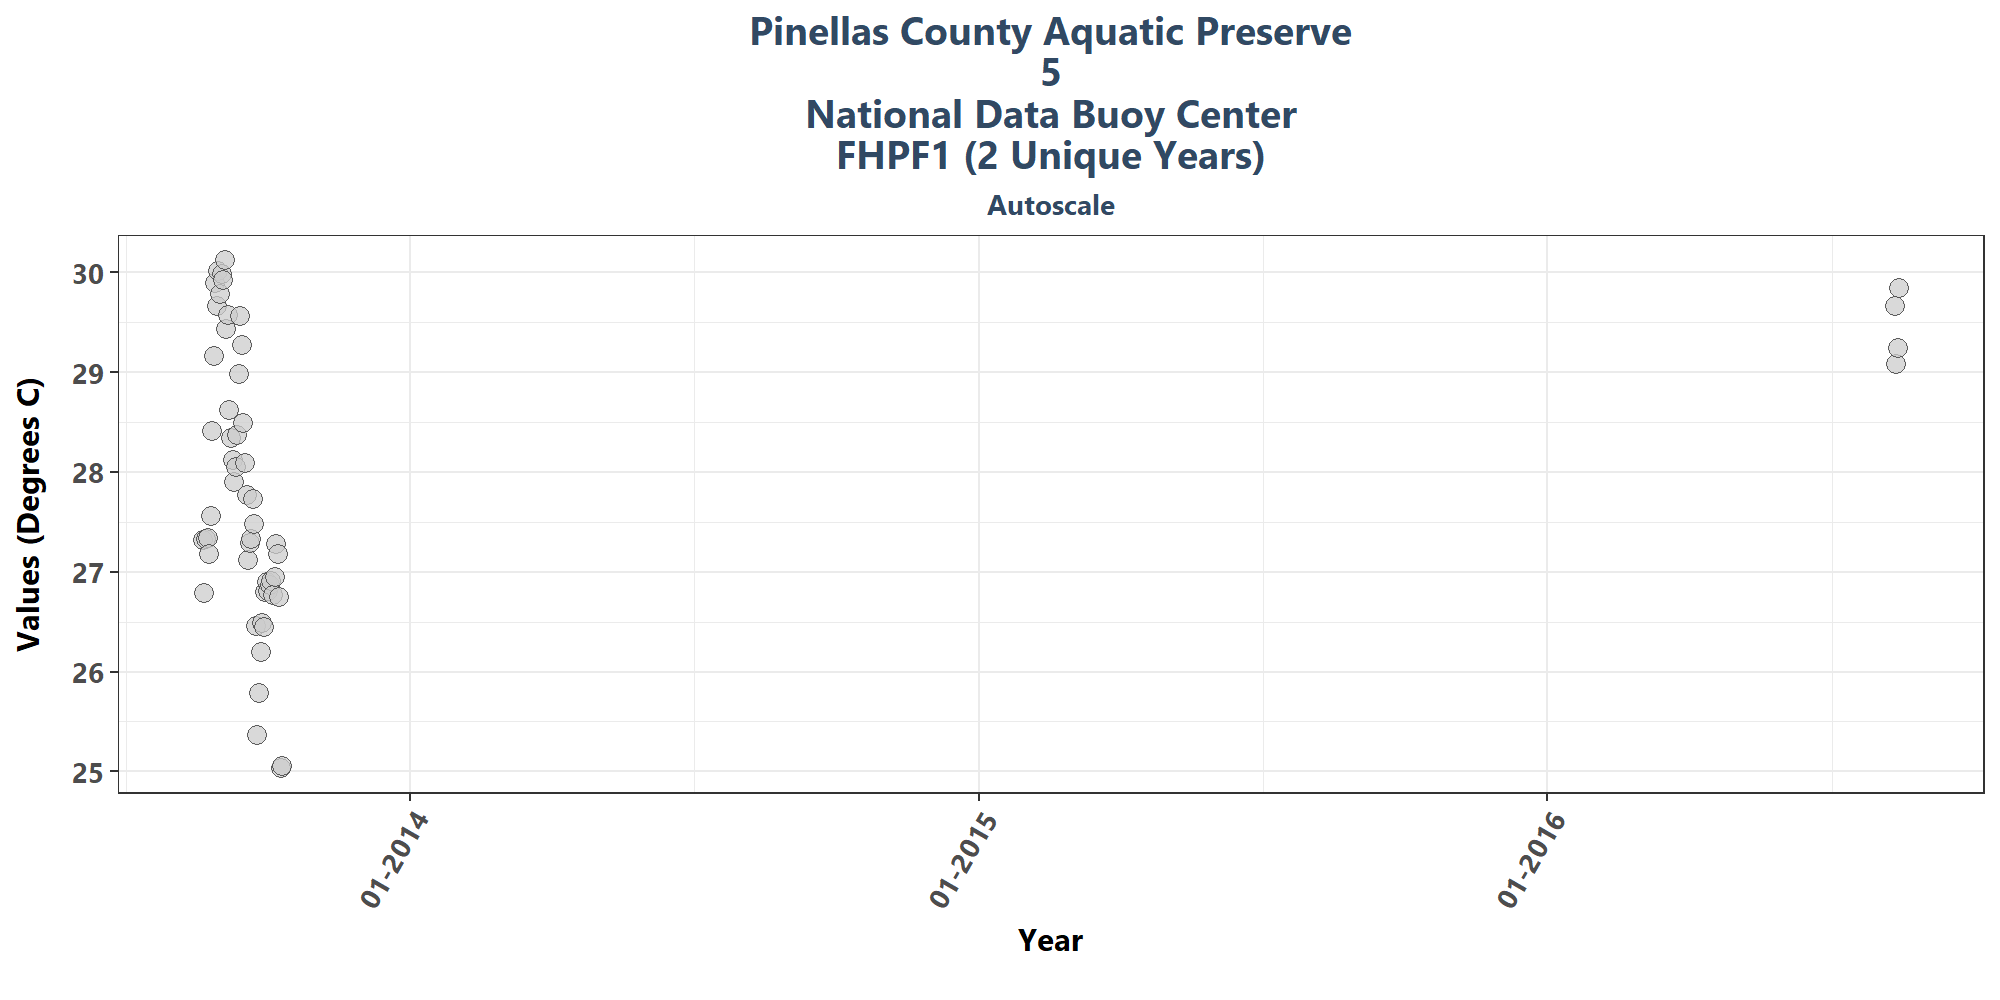 Pinellas County Aquatic Preserve
5
National Data Buoy Center
FHPF1 (2 Unique Years)
Autoscale
Values (Degrees C)
30
29
28
27
26
25
01-2014
01-2015
01-2016
Year